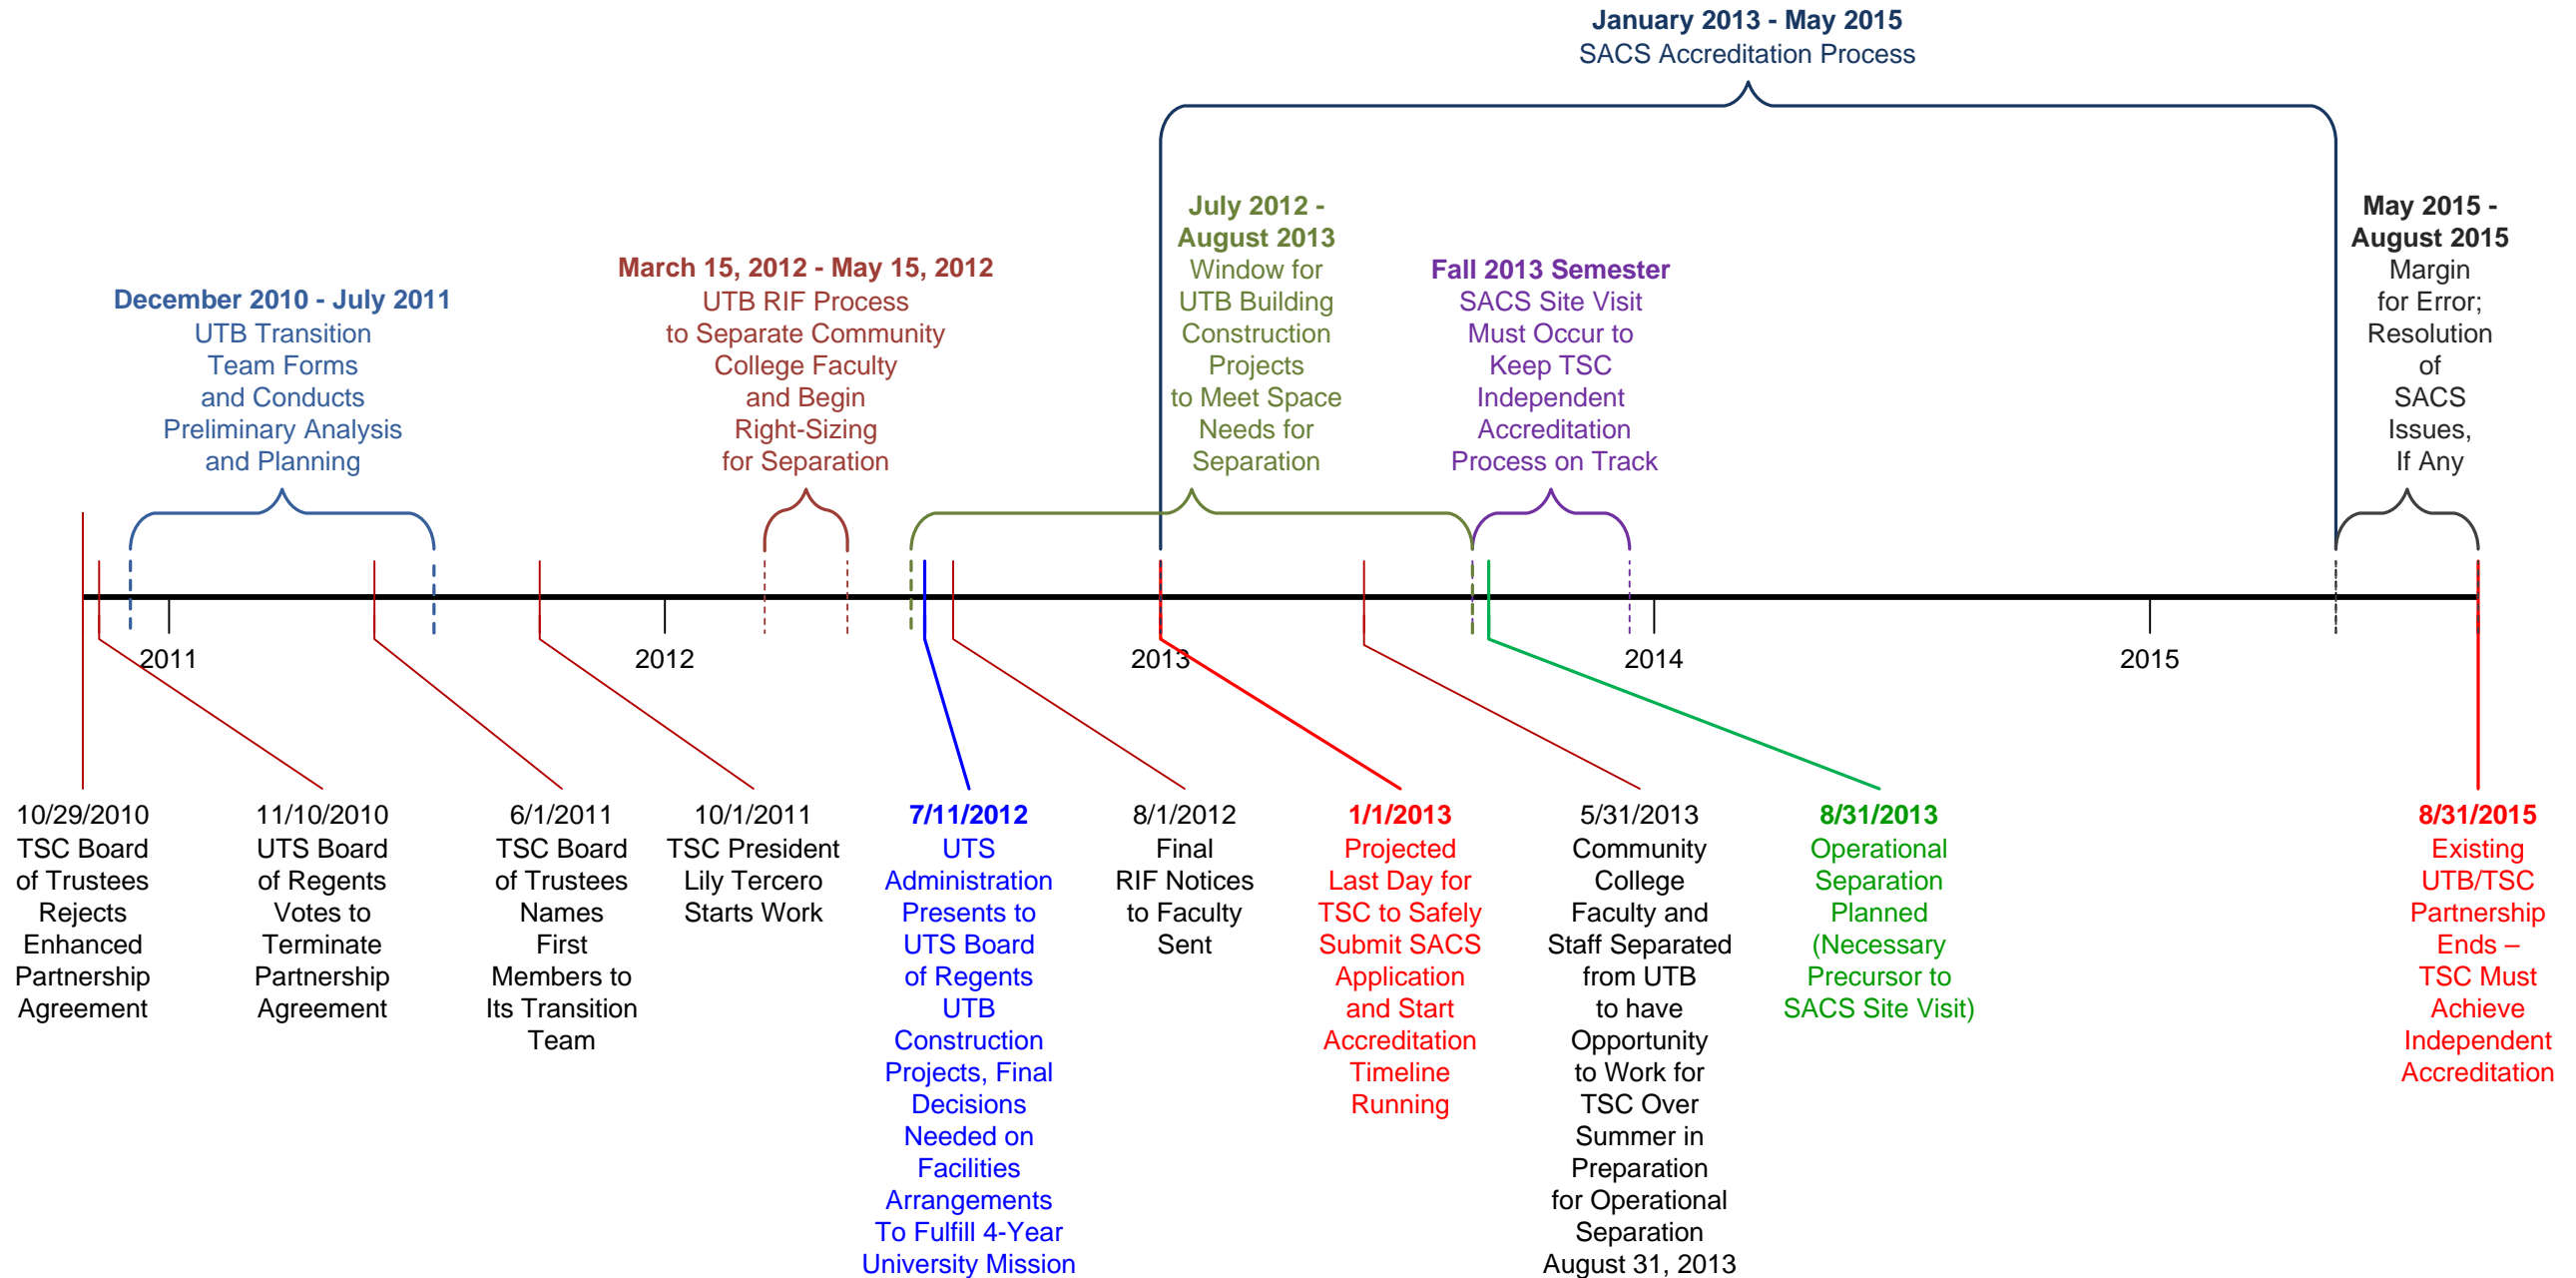 January 2013 - May 2015
SACS Accreditation Process
December 2010 - July 2011
UTB Transition
Team Forms
and Conducts
Preliminary Analysis
and Planning
March 15, 2012 - May 15, 2012
UTB RIF Process
to Separate Community
College Faculty
and Begin
Right-Sizing
for Separation
July 2012 -
August 2013
Window for
UTB Building
Construction
Projects
to Meet Space
Needs for
Separation
Fall 2013 Semester
SACS Site Visit
Must Occur to
Keep TSC
Independent
Accreditation
Process on Track
May 2015 -
August 2015
Margin
for Error;
Resolution
of
SACS
Issues,
If Any
2011
2012
2013
2014
2015
10/29/2010
TSC Board
of Trustees
Rejects
Enhanced
Partnership
Agreement
11/10/2010
UTS Board
of Regents
Votes to
Terminate
Partnership
Agreement
6/1/2011
TSC Board
of Trustees
Names
First
Members to
Its Transition
Team
10/1/2011
TSC President
Lily Tercero
Starts Work
7/11/2012
UTS
Administration
Presents to
UTS Board
of Regents
UTB
Construction
Projects, Final
Decisions
Needed on
Facilities
Arrangements
To Fulfill 4-Year
University Mission
8/1/2012
Final
RIF Notices
to Faculty
Sent
1/1/2013
Projected
Last Day for
TSC to Safely
Submit SACS
Application
and Start
Accreditation
Timeline
Running
5/31/2013
Community
College
Faculty and
Staff Separated
from UTB
to have
Opportunity
to Work for
TSC Over
Summer in
Preparation
for Operational
Separation
August 31, 2013
8/31/2013
Operational
Separation
Planned
(Necessary
Precursor to
SACS Site Visit)
8/31/2015
Existing
UTB/TSC
Partnership
Ends –
TSC Must
Achieve
Independent
Accreditation